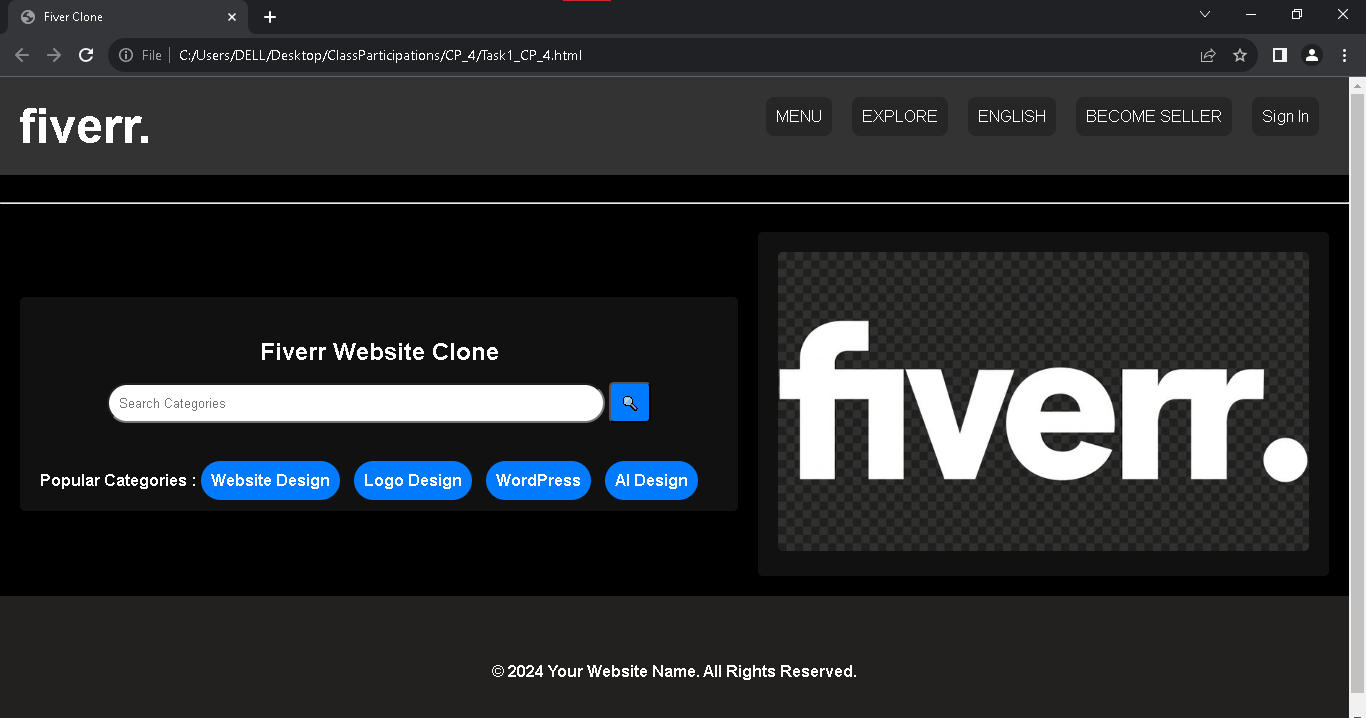 Fiver Clone
File C:/Users/DELL/Desktop/ClassParticipations/CP_4/Task1_CP_4.html
fiverr. MENU EXPLORE ENGLISH BECOME SELLER Sign In
Fiverr Website Clone
Search Categories
Popular Categories : Website Design Logo Design WordPress AI Design
fiverr.
© 2024 Your Website Name. All Rights Reserved.